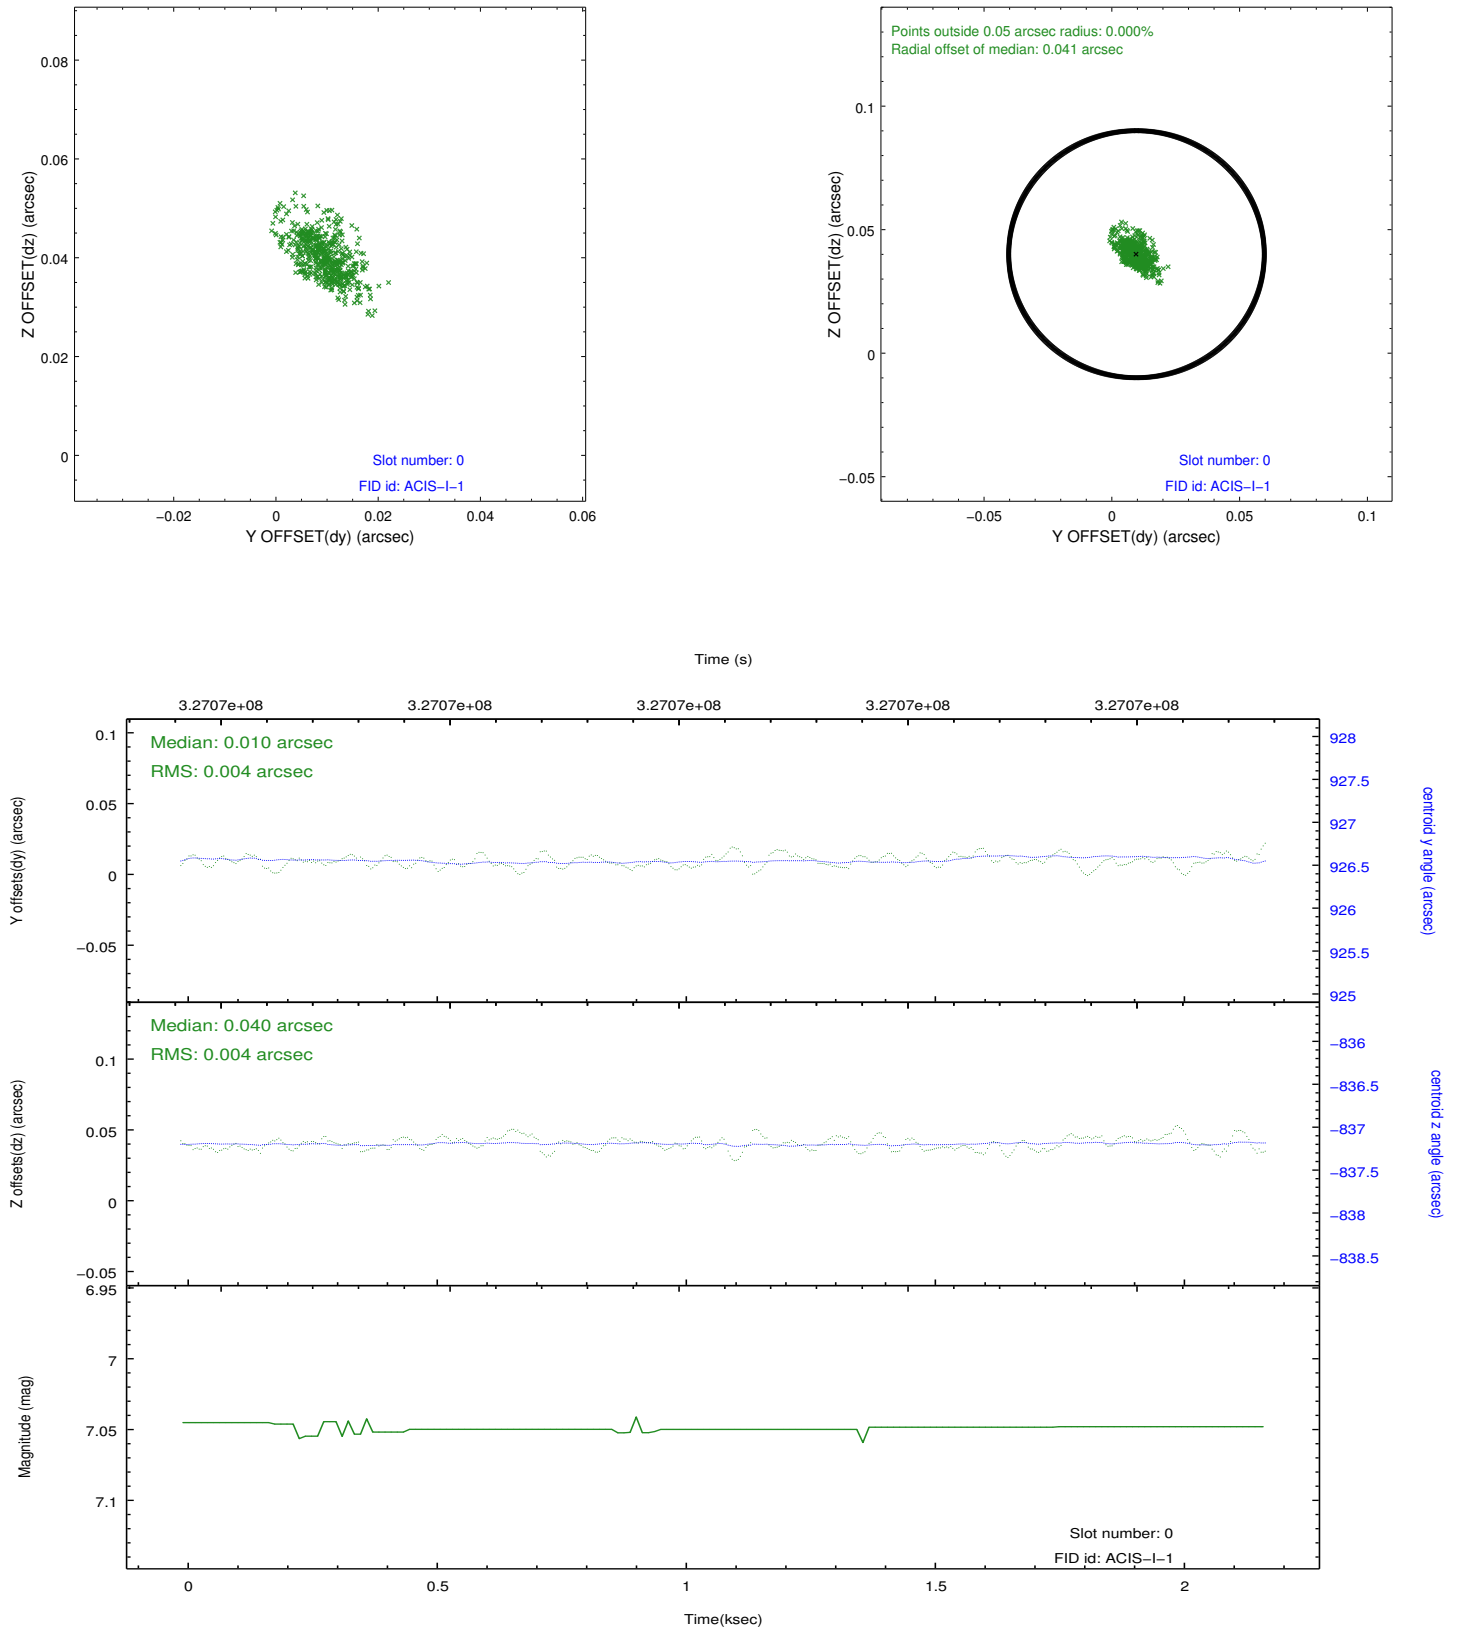 0.08
0.06
0.04
0.02
0
Z OFFSET(dz) (arcsec)
Slot number: 0
FID id: ACIS−I−1
−0.02 0 0.02 0.04 0.06
Y OFFSET(dy) (arcsec)
Points outside 0.05 arcsec radius: 0.000%
Radial offset of median: 0.041 arcsec
0.1
0.05
0
−0.05
Z OFFSET(dz) (arcsec)
Slot number: 0
FID id: ACIS−I−1
−0.05 0 0.05 0.1
Y OFFSET(dy) (arcsec)
Time (s)
3.2707e+08 3.2707e+08 3.2707e+08 3.2707e+08 3.2707e+08
Median: 0.010 arcsec
RMS: 0.004 arcsec
0.1
0.05
0
−0.05
Y offsets(dy) (arcsec)
928
927.5
927
926.5
926
925.5
925
centroid y angle (arcsec)
Median: 0.040 arcsec
RMS: 0.004 arcsec
0.1
0.05
0
−0.05
Z offsets(dz) (arcsec)
−836
−836.5
−837
−837.5
−838
−838.5
centroid z angle (arcsec)
6.95
7
7.05
7.1
Magnitude (mag)
Slot number: 0
FID id: ACIS−I−1
0 0.5 1 1.5 2
Time(ksec)